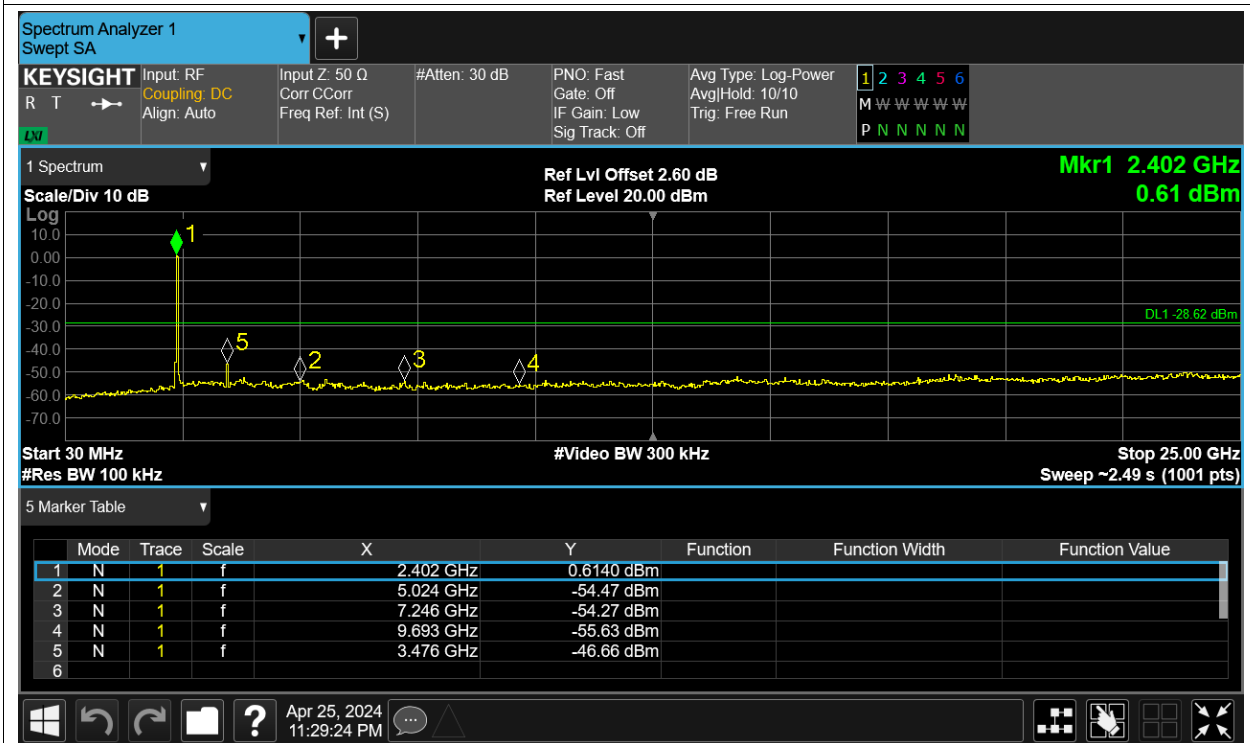 Spectrum Analyzer 1
Swept SA
+
KEYSIGHT
R T
LXI
Input: RF
Coupling: DC
Align: Auto
Input Z: 50 Ω
Corr CCorr
Freq Ref: Int (S)
#Atten: 30 dB
PNO: Fast
Gate: Off
IF Gain: Low
Sig Track: Off
Avg Type: Log-Power
Avg|Hold: 10/10
Trig: Free Run
1 2 3 4 5 6
M W W W W W
P N N N N N
1 Spectrum
Scale/Div 10 dB
Ref Lvl Offset 2.60 dB
Ref Level 20.00 dBm
Mkr1 2.402 GHz
0.61 dBm
Log
10.0
0.00
-10.0
-20.0
-30.0
-40.0
-50.0
-60.0
-70.0
1
5
2
3
4
DL1 -28.62 dBm
Start 30 MHz
#Video BW 300 kHz
Stop 25.00 GHz
#Res BW 100 kHz
Sweep ~2.49 s (1001 pts)
5 Marker Table
Mode Trace Scale X Y Function Function Width Function Value
1 N 1 f 2.402 GHz 0.6140 dBm
2 N 1 f 5.024 GHz -54.47 dBm
3 N 1 f 7.246 GHz -54.27 dBm
4 N 1 f 9.693 GHz -55.63 dBm
5 N 1 f 3.476 GHz -46.66 dBm
6
?
Apr 25, 2024
11:29:24 PM